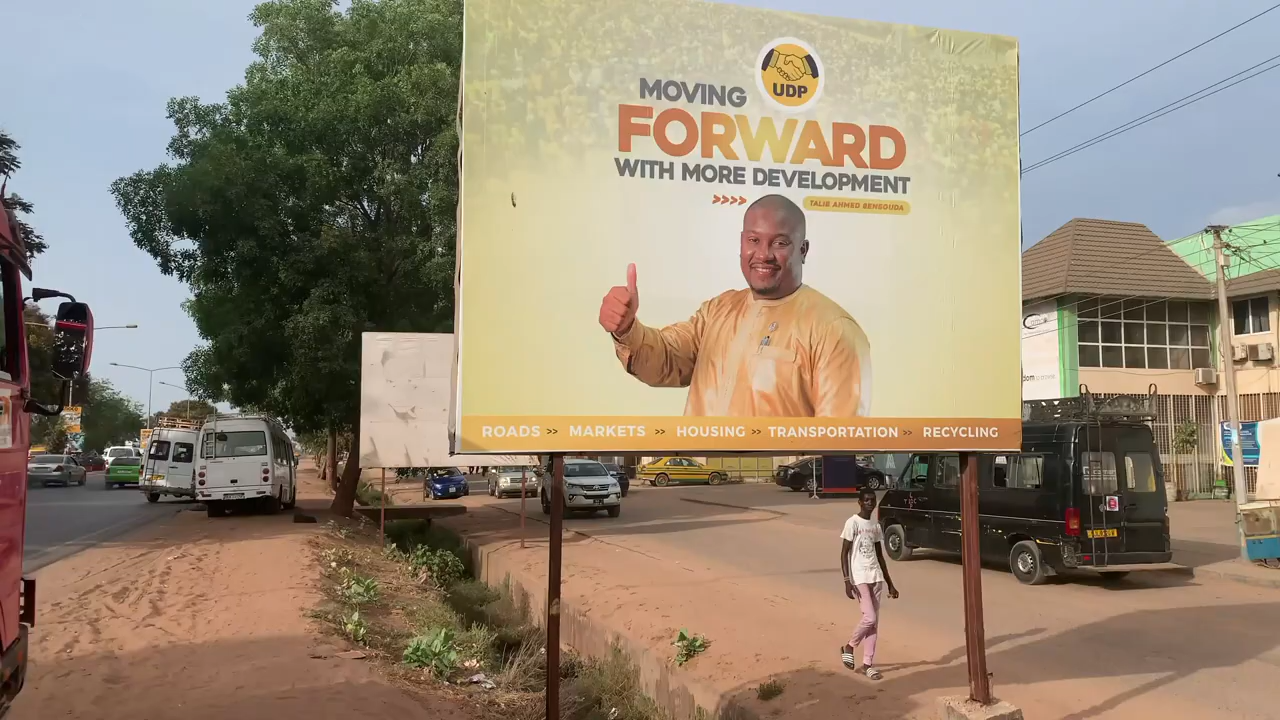 UDP
MOVING
FORWARD
WITH MORE DEVELOPMENT
>>>> TALIB AHMED BENSOUDA
ROADS >> MARKETS >> HOUSING >> TRANSPORTATION >> RECYCLING